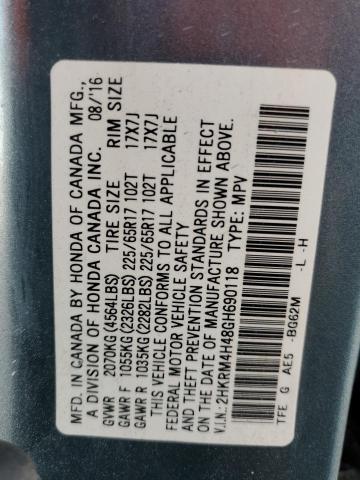 MFD. IN CANADA BY HONDA OF CANADA MFG.,
A DIVISION OF HONDA CANADA INC. 08/16
GVWR 2070KG(4564LBS) TIRE SIZE RIM SIZE
GAWR F 1055KG(2326LBS) 225/65R17 102T 17X7J
GAWR R 1035KG(2282LBS) 225/65R17 102T 17X7J
THIS VEHICLE CONFORMS TO ALL APPLICABLE
FEDERAL MOTOR VEHICLE SAFETY
AND THEFT PREVENTION STANDARDS IN EFFECT
ON THE DATE OF MANUFACTURE SHOWN ABOVE.
V.I.N.: 2HKRM4H48GH690118 TYPE: MPV
TFE G AE5 -BG62M -L -H